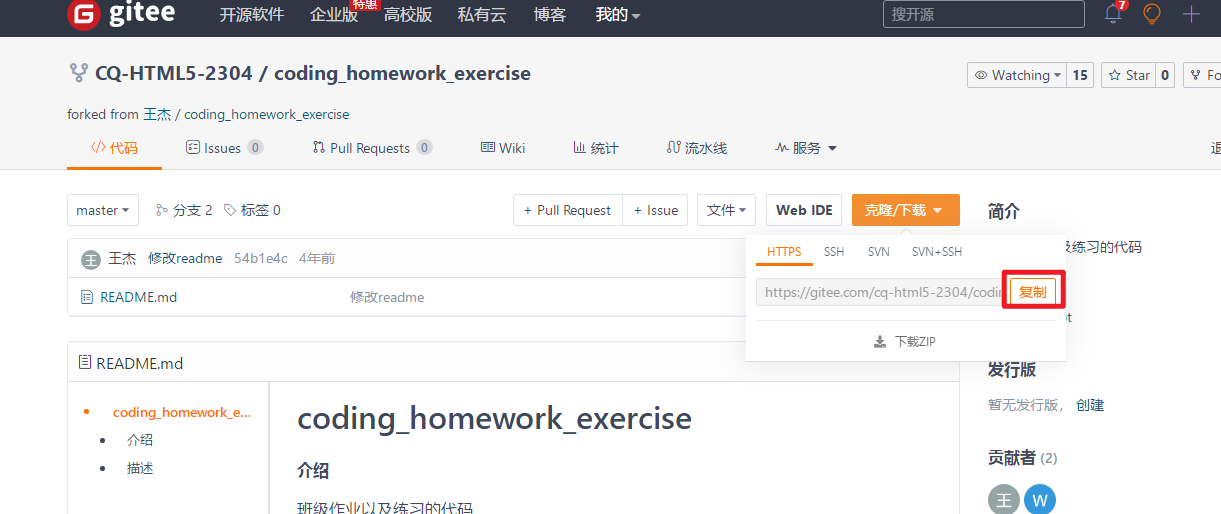 gitee 开源软件 企业版 特惠 高校版 私有云 博客 我的 搜开源 7
CQ-HTML5-2304 / coding_homework_exercise Watching 15 Star 0 Fo
forked from 王杰 / coding_homework_exercise
代码 Issues 0 Pull Requests 0 Wiki 统计 流水线 服务
master 分支 2 标签 0 + Pull Request + Issue 文件 Web IDE 克隆/下载 简介
王 王杰 修改readme 54b1e4c 4年前 HTTPS SSH SVN SVN+SSH 及练习的代码
README.md 修改readme https://gitee.com/cq-html5-2304/codin 复制
下载ZIP
README.md 发行版
coding_homework_e... coding_homework_exercise 暂无发行版， 创建
介绍
描述 介绍 贡献者 (2)
班级作业以及练习的代码 王 W